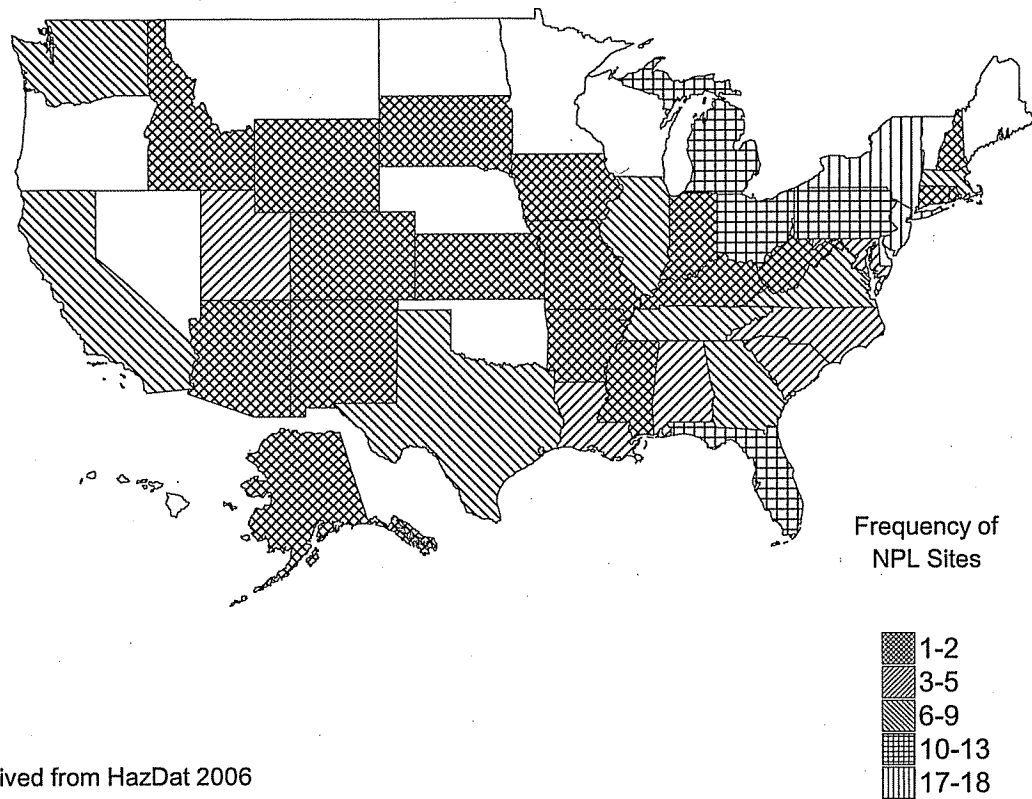 Frequency of
NPL Sites
1-2
3-5
6-9
10-13
17-18
ived from HazDat 2006